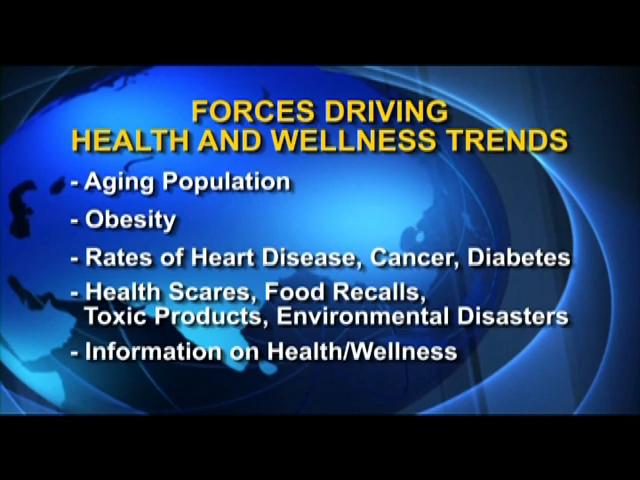 FORCES DRIVING
HEALTH AND WELLNESS TRENDS
- Aging Population
- Obesity
- Rates of Heart Disease, Cancer, Diabetes
- Health Scares, Food Recalls,
Toxic Products, Environmental Disasters
- Information on Health/Wellness